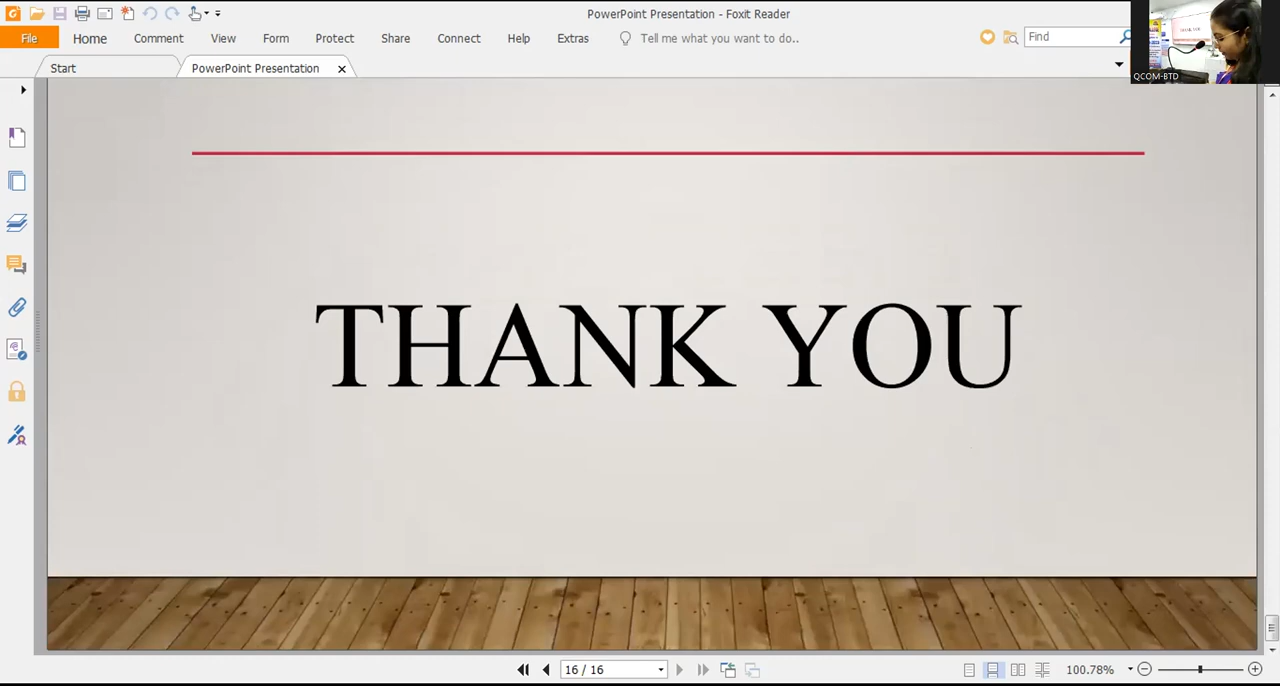 PowerPoint Presentation - Foxit Reader
File Home Comment View Form Protect Share Connect Help Extras Tell me what you want to do.. Find
Start PowerPoint Presentation
QCOM-BTD
THANK YOU
16 / 16 100.78%